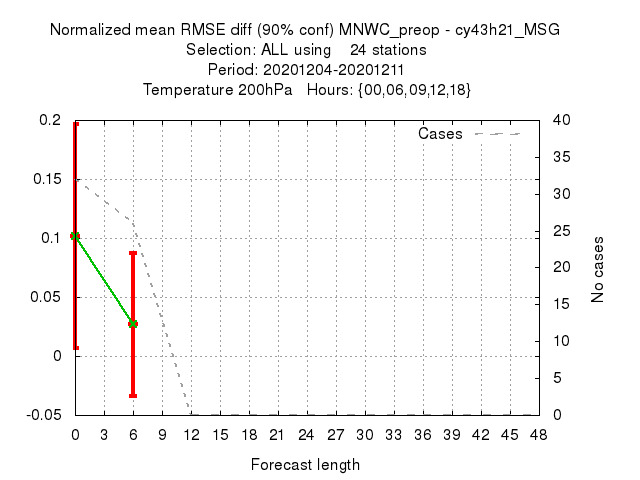 Normalized mean RMSE diff (90% conf) MNWC_preop - cy43h21_MSG
Selection: ALL using 24 stations
Period: 20201204-20201211
Temperature 200hPa Hours: {00,06,09,12,18}
Cases
0.2
0.15
0.1
0.05
0
-0.05
40
35
30
25
20
15
10
5
0
No cases
0 3 6 9 12 15 18 21 24 27 30 33 36 39 42 45 48
Forecast length